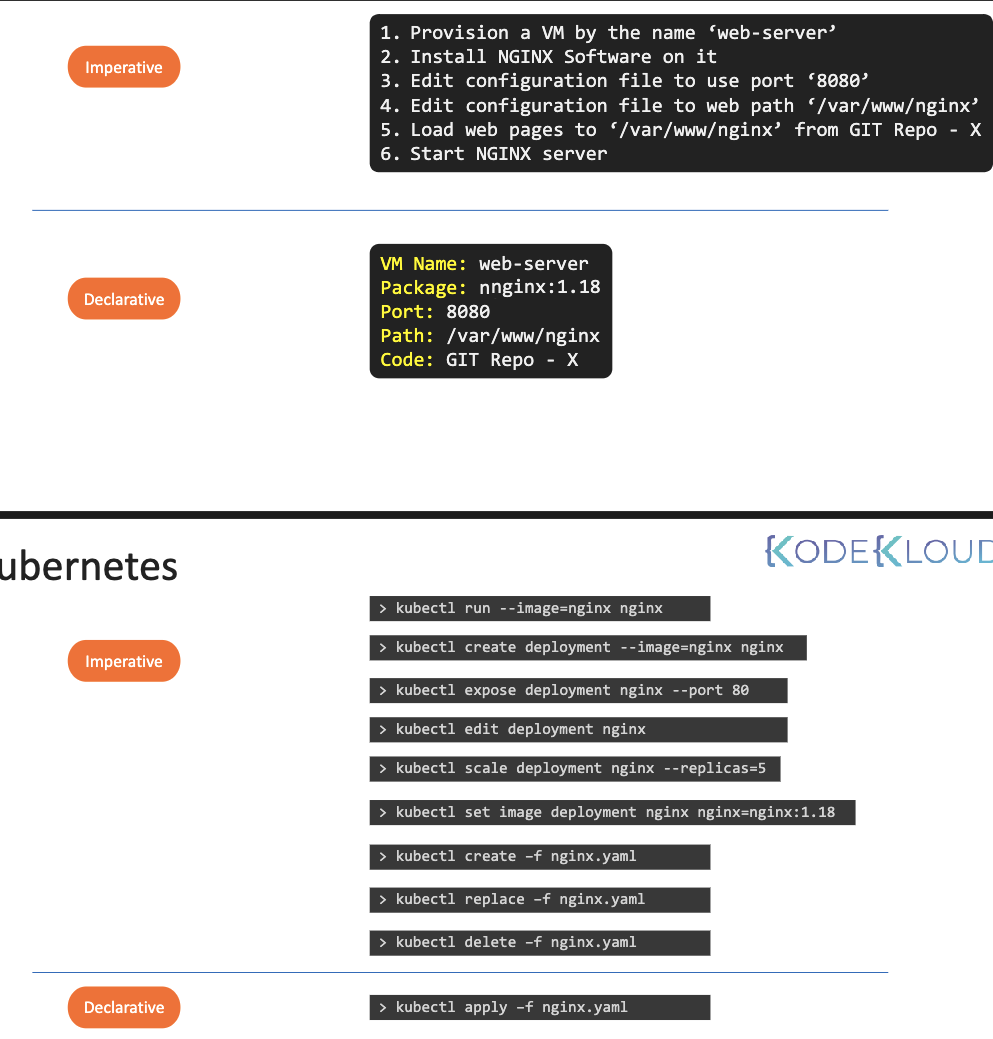 Imperative
1. Provision a VM by the name ‘web-server’
2. Install NGINX Software on it
3. Edit configuration file to use port ‘8080’
4. Edit configuration file to web path ‘/var/www/nginx’
5. Load web pages to ‘/var/www/nginx’ from GIT Repo - X
6. Start NGINX server
Declarative
VM Name: web-server
Package: nnginx:1.18
Port: 8080
Path: /var/www/nginx
Code: GIT Repo - X
ubernetes
KODEKLOUD
Imperative
> kubectl run --image=nginx nginx
> kubectl create deployment --image=nginx nginx
> kubectl expose deployment nginx --port 80
> kubectl edit deployment nginx
> kubectl scale deployment nginx --replicas=5
> kubectl set image deployment nginx nginx=nginx:1.18
> kubectl create –f nginx.yaml
> kubectl replace –f nginx.yaml
> kubectl delete –f nginx.yaml
Declarative
> kubectl apply –f nginx.yaml